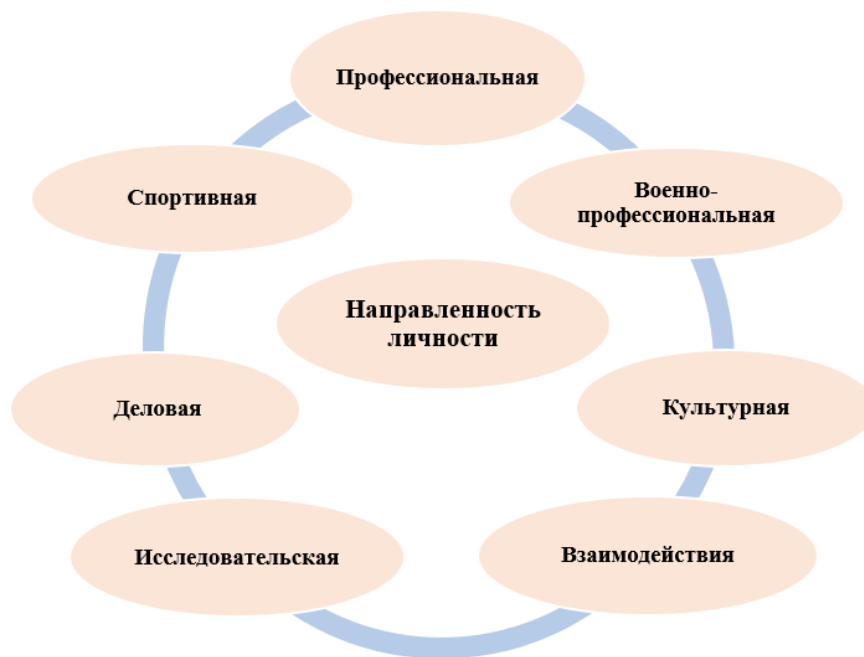 Профессиональная
Спортивная
Военно-
профессиональная
Направленность
личности
Деловая
Культурная
Исследовательская
Взаимодействия